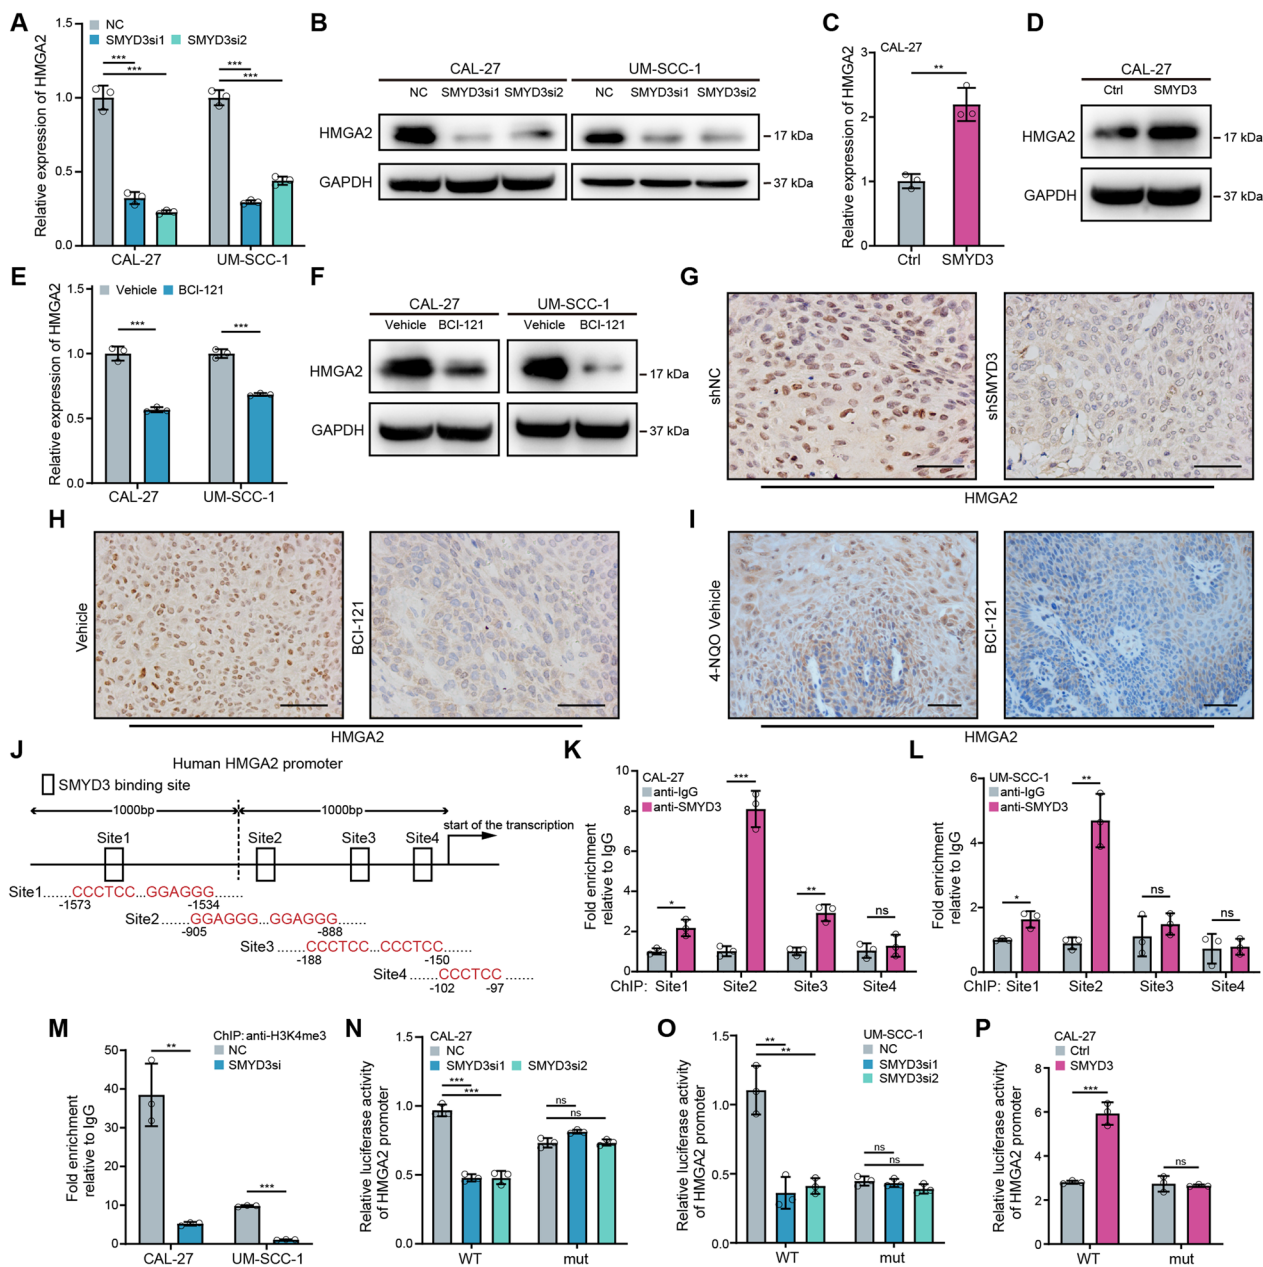 A
Relative expression of HMGA2
1.5
1.0
0.5
0.0
NC
SMYD3si1 SMYD3si2
***
***
***
***
CAL-27 UM-SCC-1
B
CAL-27 UM-SCC-1
NC SMYD3si1 SMYD3si2 NC SMYD3si1 SMYD3si2
HMGA2 17 kDa
GAPDH 37 kDa
C
CAL-27
Relative expression of HMGA2
3
2
1
0
**
Ctrl SMYD3
D
CAL-27
Ctrl SMYD3
HMGA2 17 kDa
GAPDH 37 kDa
E
Relative expression of HMGA2
1.5
1.0
0.5
0.0
Vehicle BCI-121
***
***
CAL-27 UM-SCC-1
F
CAL-27 UM-SCC-1
Vehicle BCI-121 Vehicle BCI-121
HMGA2 17 kDa
GAPDH 37 kDa
G
shNC
shSMYD3
HMGA2
H
Vehicle
BCI-121
HMGA2
I
4-NQO Vehicle
BCI-121
HMGA2
J
Human HMGA2 promoter
SMYD3 binding site
1000bp 1000bp
start of the transcription
Site1 Site2 Site3 Site4
Site1......CCCTCC...GGAGGG.......
-1573 -1534
Site2.......GGAGGG...GGAGGG.......
-905 -888
Site3.......CCCTCC...CCCTCC.......
-188 -150
Site4.......CCCTCC.......
-102 -97
K
Fold enrichment
relative to IgG
10
8
6
4
2
0
CAL-27
anti-IgG
anti-SMYD3
*
***
**
ns
ChIP: Site1 Site2 Site3 Site4
L
Fold enrichment
relative to IgG
6
4
2
0
UM-SCC-1
anti-IgG
anti-SMYD3
*
**
ns
ns
ChIP: Site1 Site2 Site3 Site4
M
Fold enrichment
relative to IgG
50
40
30
20
10
0
ChIP: anti-H3K4me3
NC
SMYD3si
**
***
CAL-27 UM-SCC-1
N
Relative luciferase activity
of HMGA2 promoter
1.5
1.0
0.5
0.0
CAL-27
NC
SMYD3si1 SMYD3si2
***
***
ns
ns
WT mut
O
Relative luciferase activity
of HMGA2 promoter
1.5
1.0
0.5
0.0
UM-SCC-1
NC
SMYD3si1
SMYD3si2
**
**
ns
ns
WT mut
P
Relative luciferase activity
of HMGA2 promoter
8
6
4
2
0
CAL-27
Ctrl
SMYD3
***
ns
WT mut